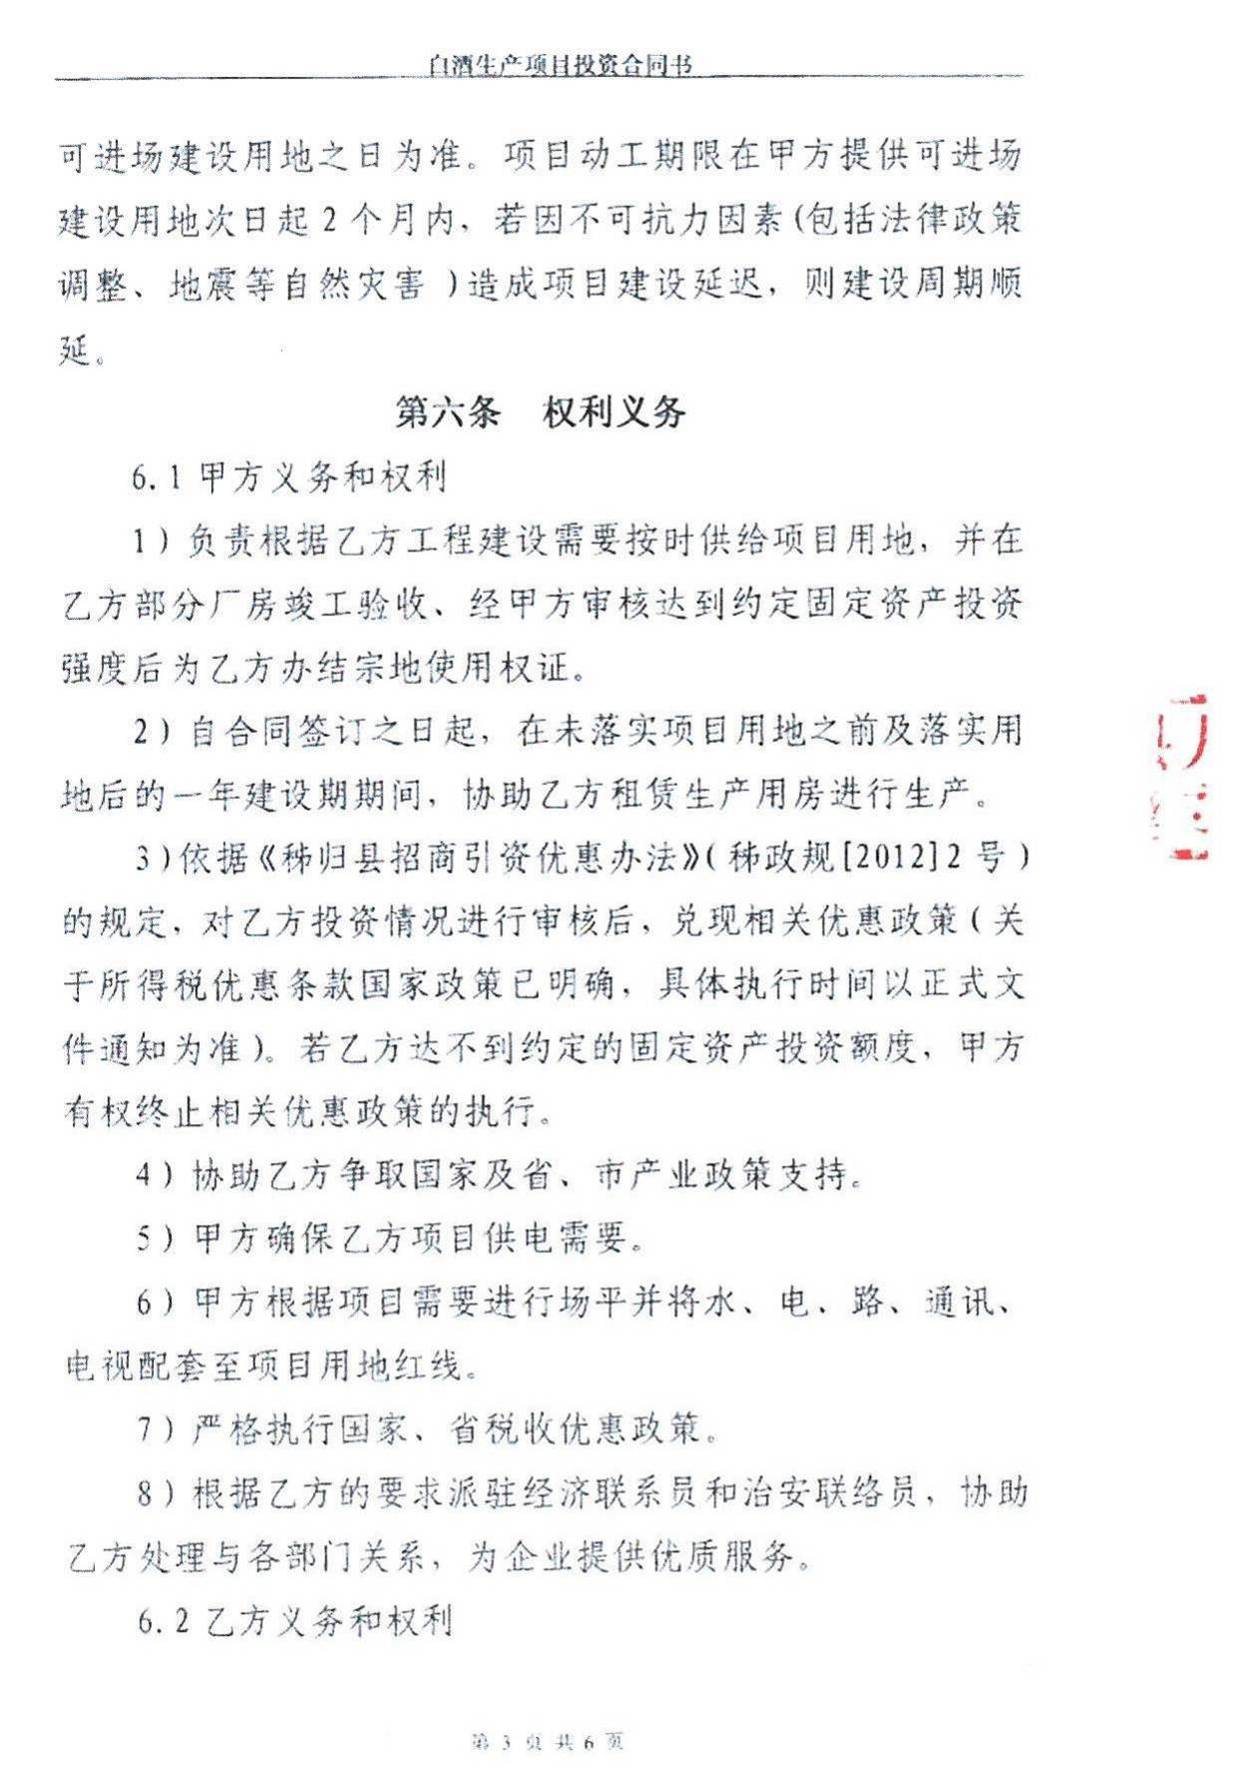 白酒生产项目投资合同书
可进场建设用地之日为准。项目动工期限在甲方提供可进场
建设用地次日起2个月内，若因不可抗力因素(包括法律政策
调整、地震等自然灾害 )造成项目建设延迟，则建设周期顺
延。
第六条 权利义务
6.1甲方义务和权利
1)负责根据乙方工程建设需要按时供给项目用地，并在
乙方部分厂房竣工验收、经甲方审核达到约定固定资产投资
强度后为乙方办结宗地使用权证。
2)自合同签订之日起，在未落实项目用地之前及落实用
地后的一年建设期期间，协助乙方租赁生产用房进行生产。
3)依据《秭归县招商引资优惠办法》(秭政规[2012]2号)
的规定，对乙方投资情况进行审核后，兑现相关优惠政策(关
于所得税优惠条款国家政策已明确，具体执行时间以正式文
件通知为准)。若乙方达不到约定的固定资产投资额度，甲方
有权终止相关优惠政策的执行。
4)协助乙方争取国家及省、市产业政策支持。
5)甲方确保乙方项目供电需要。
6)甲方根据项目需要进行场平并将水、电、路、通讯、
电视配套至项目用地红线。
7)严格执行国家、省税收优惠政策。
8)根据乙方的要求派驻经济联系员和治安联络员，协助
乙方处理与各部门关系，为企业提供优质服务。
6.2乙方义务和权利
第 3 页 共 6 页